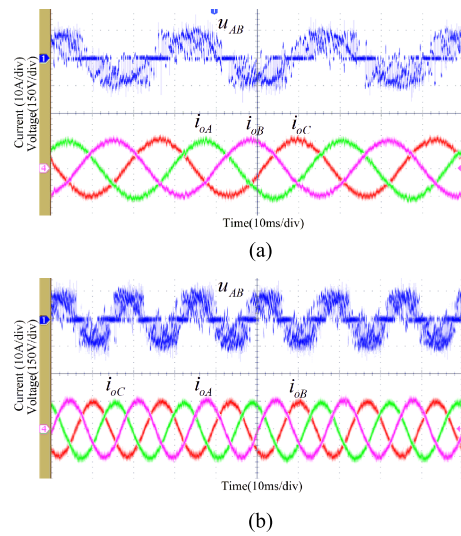 u_AB
1
i_oA i_oB i_oC
4
Current (10A/div)
Voltage(150V/div)
Time(10ms/div)
(a)
u_AB
1
i_oC i_oA i_oB
4
Current (10A/div)
Voltage(150V/div)
Time(10ms/div)
(b)